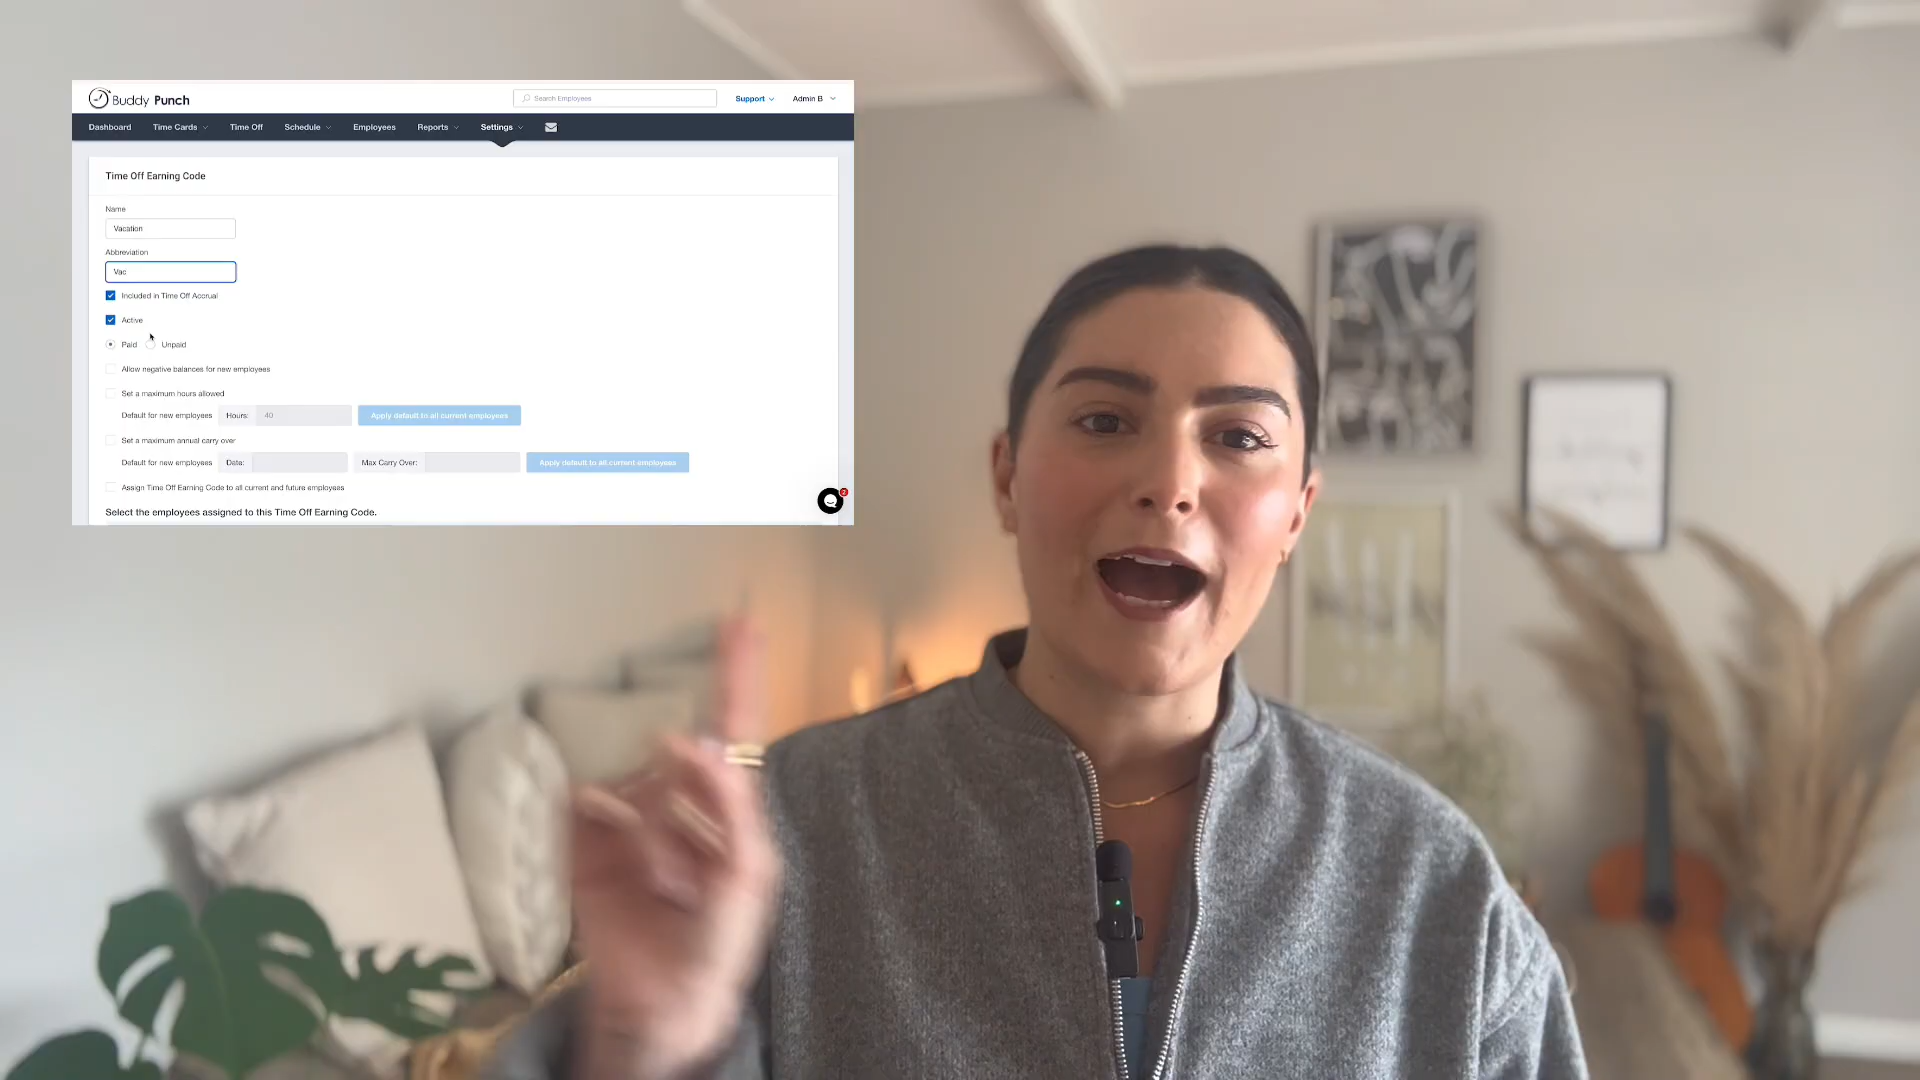 Buddy Punch
Search Employees
Support
Admin B
Dashboard
Time Cards
Time Off
Schedule
Employees
Reports
Settings
Time Off Earning Code
Name
Vacation
Abbreviation
Vac
Included in Time Off Accrual
Active
Paid
Unpaid
Allow negative balances for new employees
Set a maximum hours allowed
Default for new employees Hours: 40 Apply default to all current employees
Set a maximum annual carry over
Default for new employees Date: Max Carry Over: Apply default to all current employees
Assign Time Off Earning Code to all current and future employees
2
Select the employees assigned to this Time Off Earning Code.